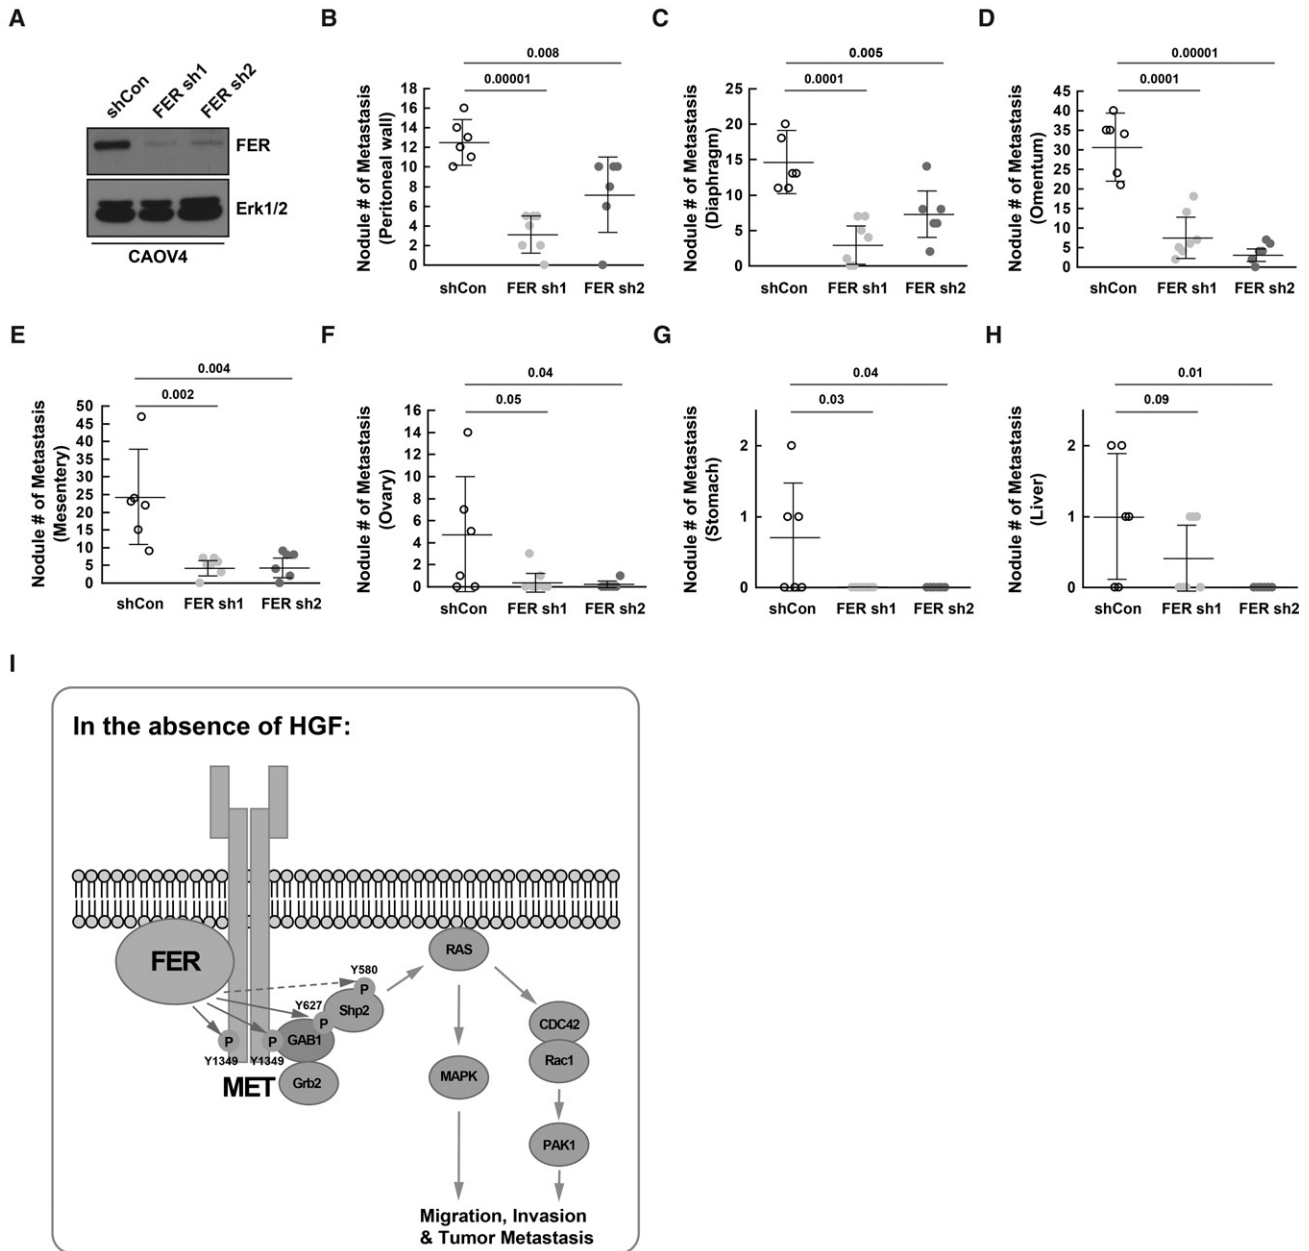 A
shCon
FER sh1
FER sh2
FER
Erk1/2
CAOV4
B
0.008
0.00001
Nodule # of Metastasis
(Peritoneal wall)
18
16
14
12
10
8
6
4
2
0
shCon FER sh1 FER sh2
C
0.005
0.0001
Nodule # of Metastasis
(Diaphragm)
25
20
15
10
5
0
shCon FER sh1 FER sh2
D
0.00001
0.0001
Nodule # of Metastasis
(Omentum)
45
40
35
30
25
20
15
10
5
0
shCon FER sh1 FER sh2
E
0.004
0.002
Nodule # of Metastasis
(Mesentery)
50
45
40
35
30
25
20
15
10
5
0
shCon FER sh1 FER sh2
F
0.04
0.05
Nodule # of Metastasis
(Ovary)
16
14
12
10
8
6
4
2
0
shCon FER sh1 FER sh2
G
0.04
0.03
Nodule # of Metastasis
(Stomach)
2
1
0
shCon FER sh1 FER sh2
H
0.01
0.09
Nodule # of Metastasis
(Liver)
2
1
0
shCon FER sh1 FER sh2
I
In the absence of HGF:
FER
RAS
Y580
P
Shp2
Y627
P
CDC42
P
P
GAB1
Y1349
Y1349
Rac1
MET
Grb2
MAPK
PAK1
Migration, Invasion
& Tumor Metastasis